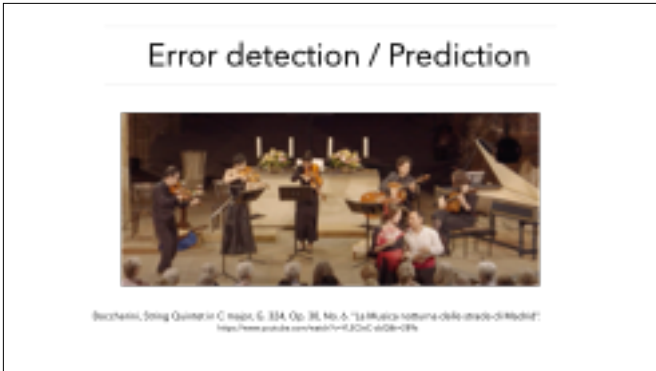 Error detection / Prediction
Boccherini, String Quintet in C major, G. 324, Op. 30, No. 6. "La Musica notturna delle strade di Madrid".